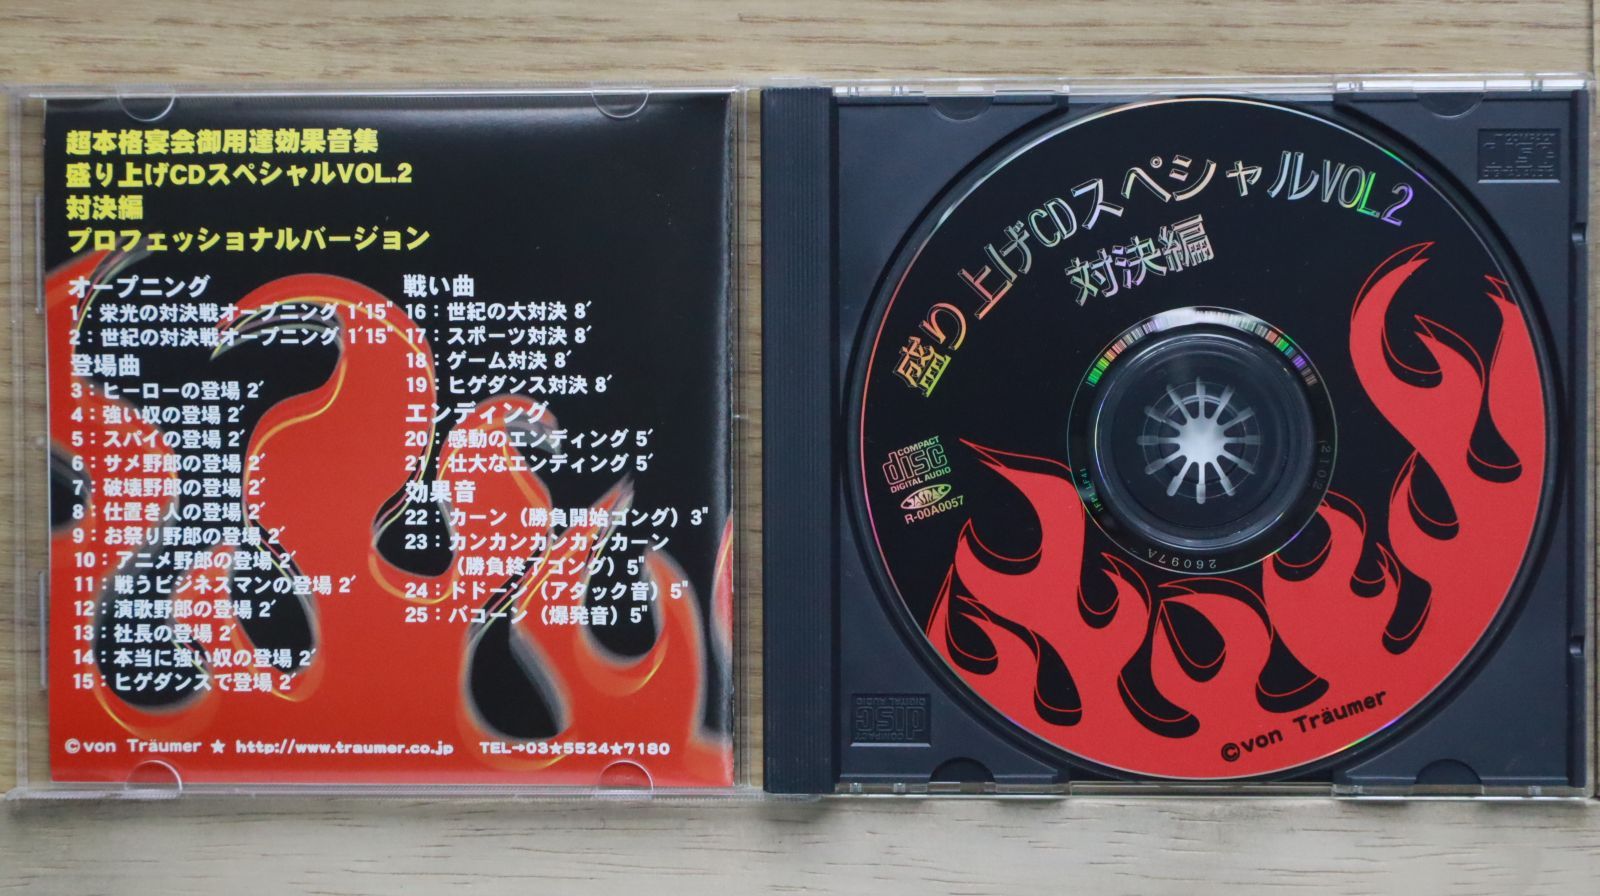 超本格宴会御用達効果音集
盛り上げCDスペシャルVOL.2
対決編
プロフェッショナルバージョン
オープニング
1：栄光の対決戦オープニング 1′15″
2：世紀の対決戦オープニング 1′15″
登場曲
3：ヒーローの登場 2′
4：強い奴の登場 2′
5：スパイの登場 2′
6：サメ野郎の登場 2′
7：破壊野郎の登場 2′
8：仕置き人の登場 2′
9：お祭り野郎の登場 2′
10：アニメ野郎の登場 2′
11：戦うビジネスマンの登場 2′
12：演歌野郎の登場 2′
13：社長の登場 2′
14：本当に強い奴の登場 2′
15：ヒゲダンスで登場 2′
戦い曲
16：世紀の大対決 8′
17：スポーツ対決 8′
18：ゲーム対決 8′
19：ヒゲダンス対決 8′
エンディング
20：感動のエンディング 5′
21：壮大なエンディング 5′
効果音
22：カーン（勝負開始ゴング）3″
23：カンカンカンカンカーン
（勝負終了ゴング）5″
24：ドドーン（アタック音）5″
25：バコーン（爆発音）5″
©von Träumer ★ http://www.traumer.co.jp TEL→03★5524★7180
盛り上げCDスペシャルVOL.2
対決編
COMPACT
disc
DIGITAL AUDIO
JASRAC
R-00A0057
26097A
©von Träumer
COMPACT
disc
DIGITAL AUDIO
COMPACT
disc
DIGITAL AUDIO